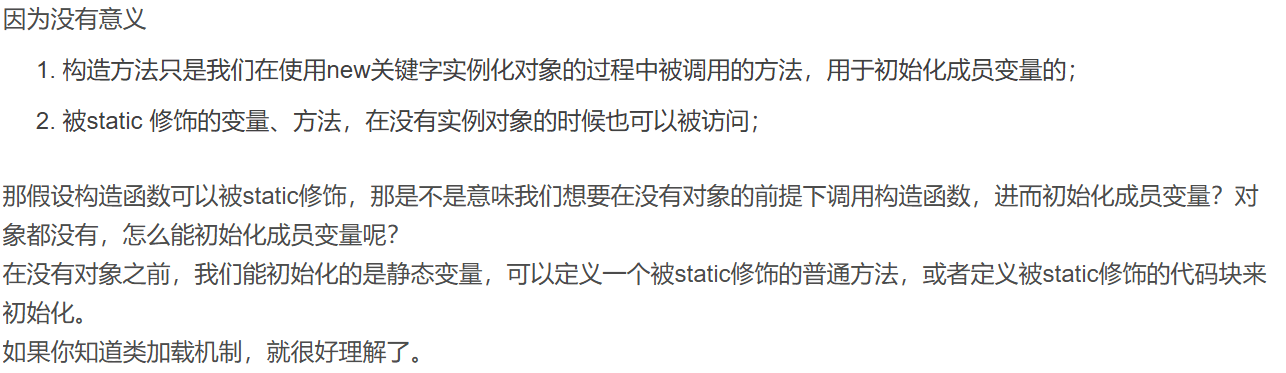 因为没有意义
1. 构造方法只是我们在使用new关键字实例化对象的过程中被调用的方法，用于初始化成员变量的；
2. 被static 修饰的变量、方法，在没有实例对象的时候也可以被访问；
那假设构造函数可以被static修饰，那是不是意味我们想要在没有对象的前提下调用构造函数，进而初始化成员变量？对
象都没有，怎么能初始化成员变量呢？
在没有对象之前，我们能初始化的是静态变量，可以定义一个被static修饰的普通方法，或者定义被static修饰的代码块来
初始化。
如果你知道类加载机制，就很好理解了。